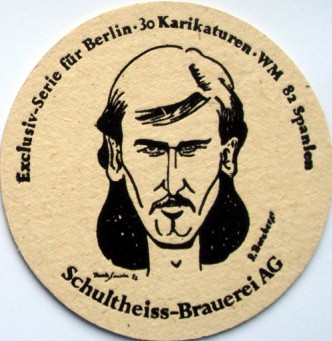 Exclusiv-Serie für Berlin · 30 Karikaturen · WM 82 Spanien
Schultheiss-Brauerei AG